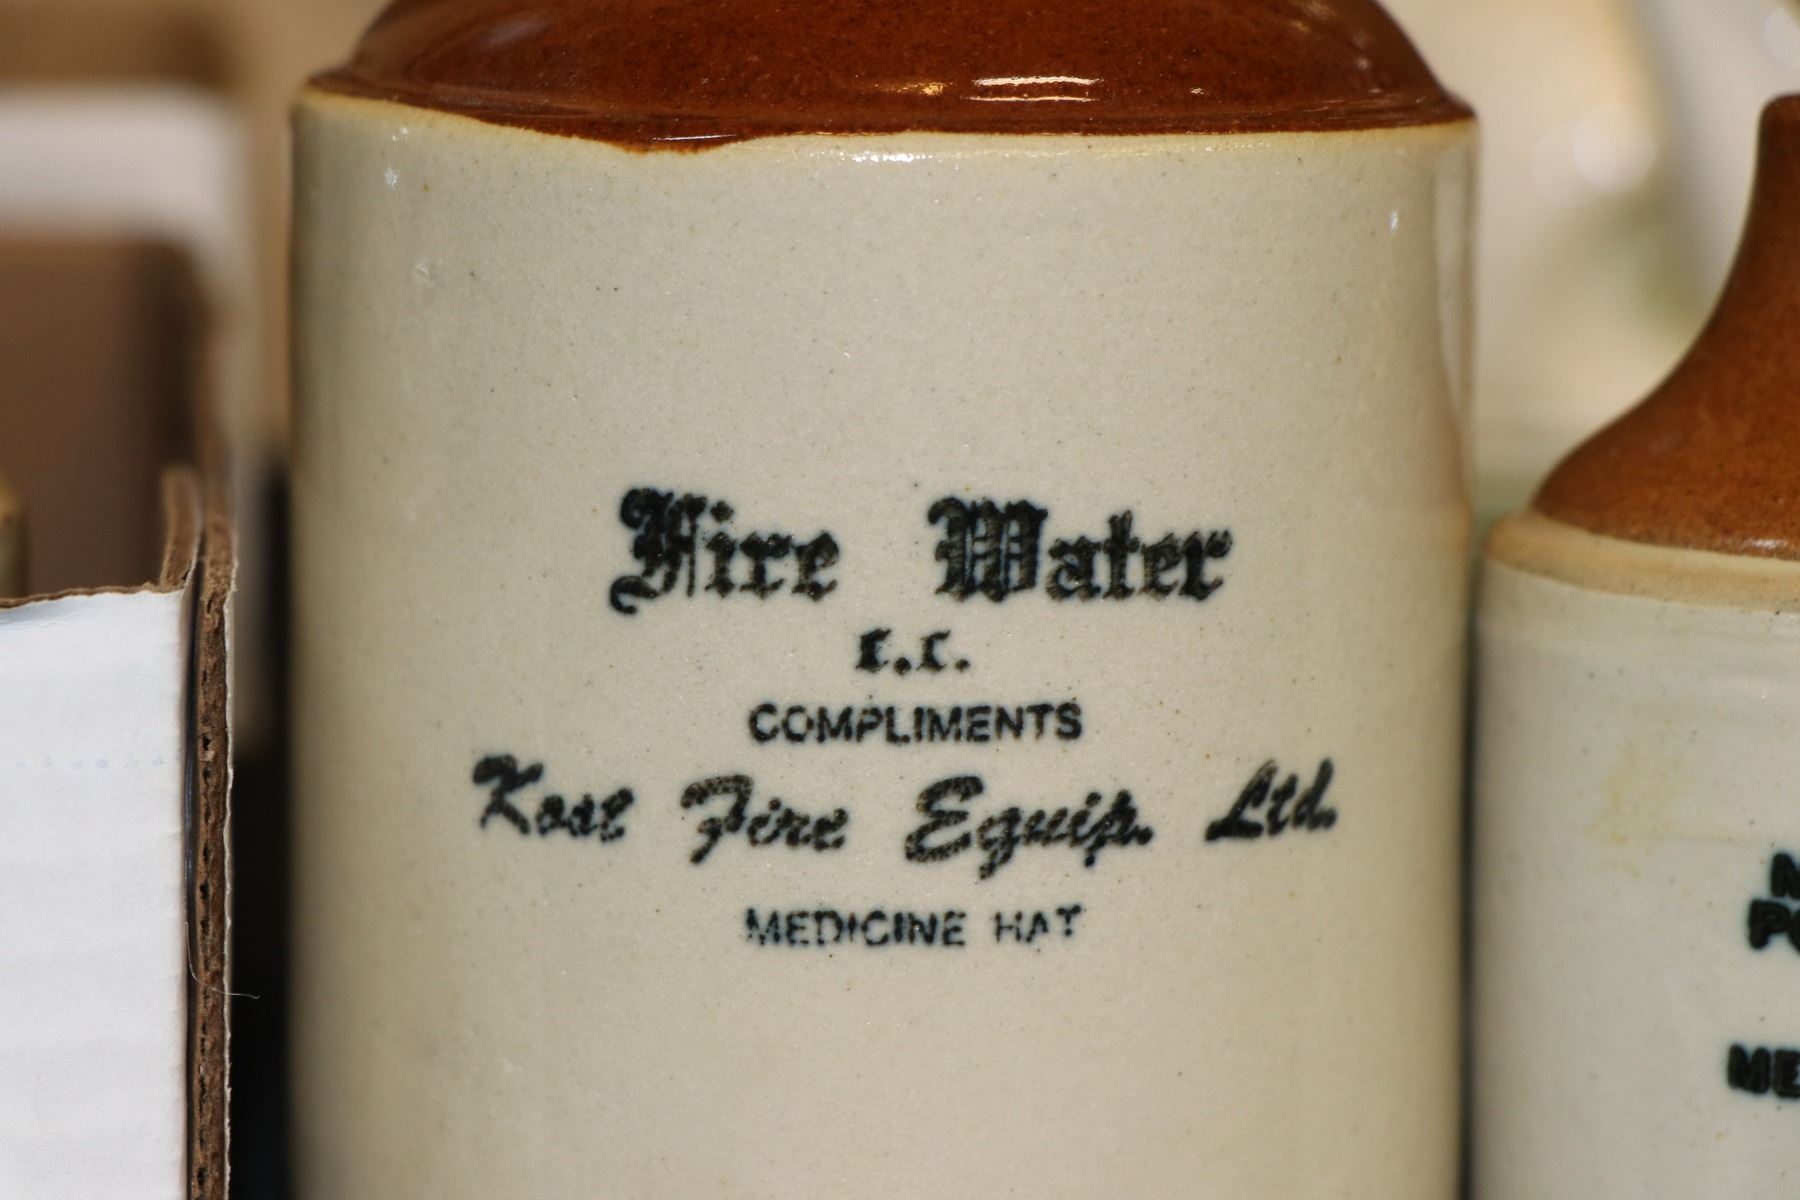 Fire Water
r.r.
COMPLIMENTS
Kost Fire Equip. Ltd.
MEDICINE HAT